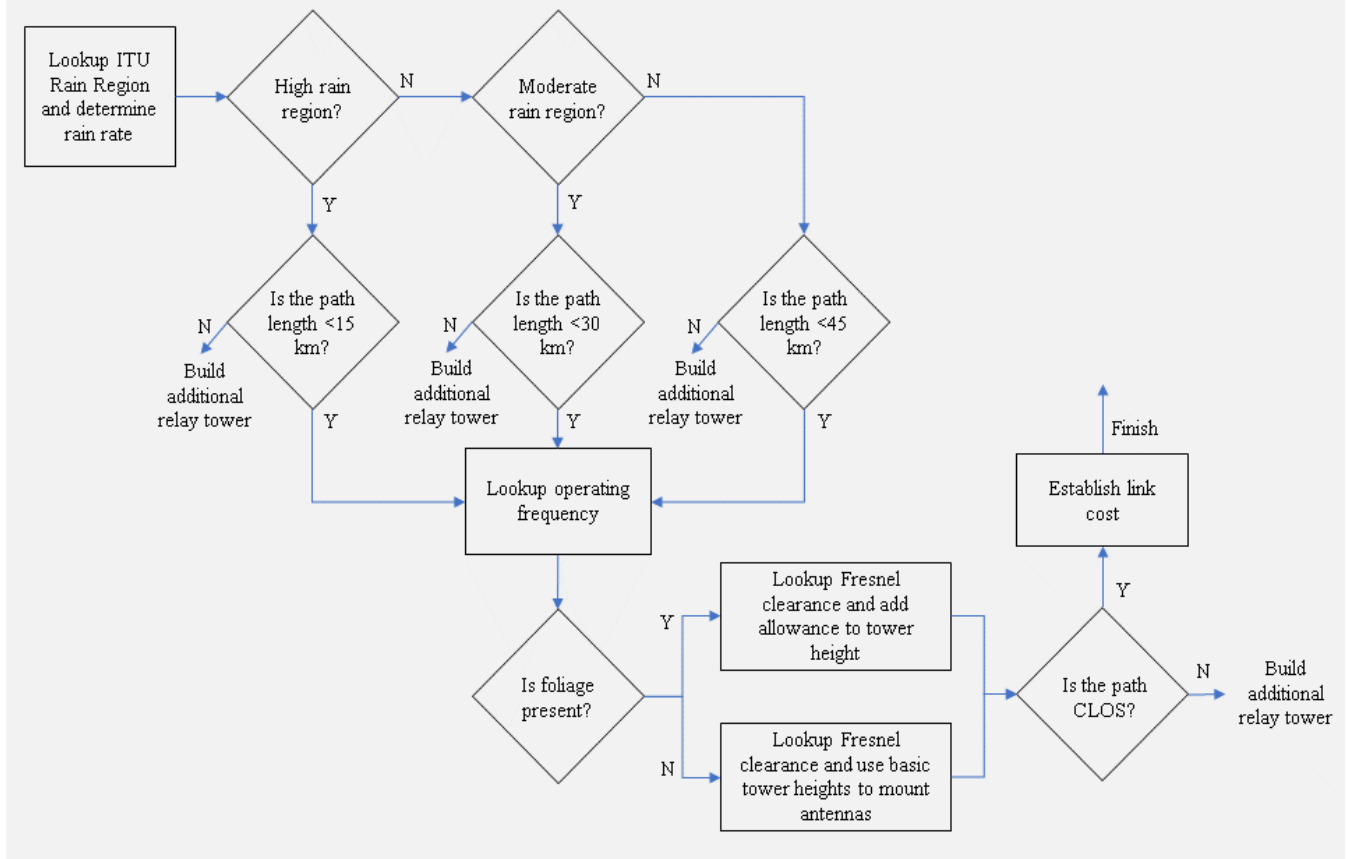 Lookup ITU
Rain Region
and determine
rain rate
High rain
region?
N
Moderate
rain region?
N
Y
Y
Is the path
length <15
km?
N
Build
additional
relay tower
Y
Is the path
length <30
km?
N
Build
additional
relay tower
Y
Is the path
length <45
km?
N
Build
additional
relay tower
Y
Lookup operating
frequency
Is foliage
present?
Y
N
Lookup Fresnel
clearance and add
allowance to tower
height
Lookup Fresnel
clearance and use basic
tower heights to mount
antennas
Is the path
CLOS?
Y
N
Build
additional
relay tower
Establish link
cost
Finish